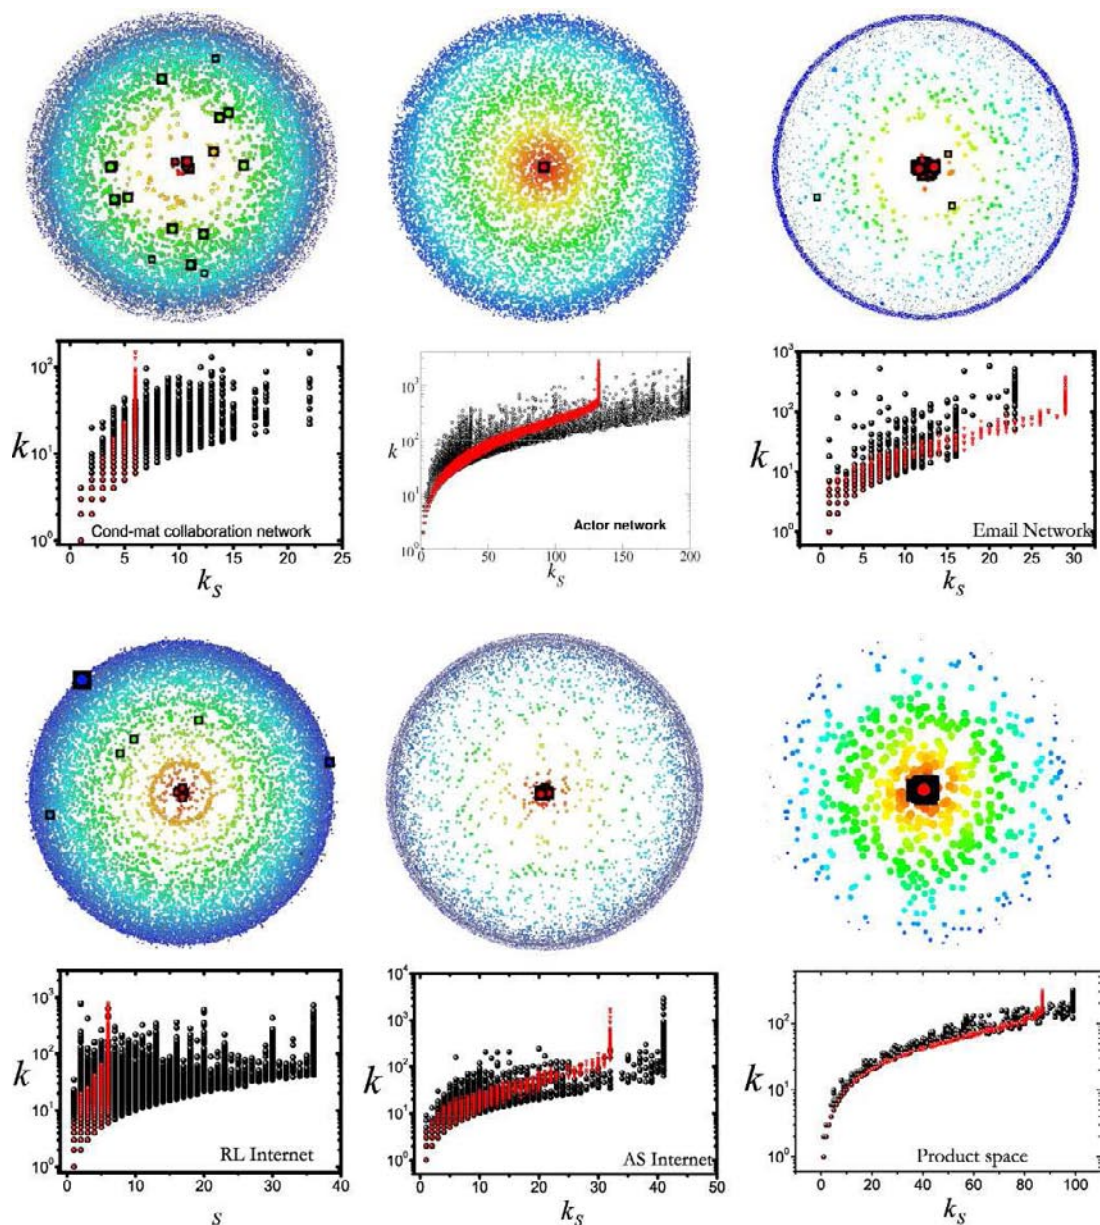 10²
k
10¹
10⁰
Cond-mat collaboration network
0 5 10 15 20 25
k_S
10³
10²
k
10¹
10⁰
Actor network
50 100 150 200
k_S
10³
10²
k
10¹
10⁰
Email Network
0 5 10 15 20 25 30
k_s
10³
10²
k
10¹
10⁰
RL Internet
0 10 20 30 40
s
10⁴
10³
10²
k
10¹
10⁰
AS Internet
0 10 20 30 40 50
k_s
10²
k
10¹
10⁰
Product space
0 20 40 60 80 100
k_s